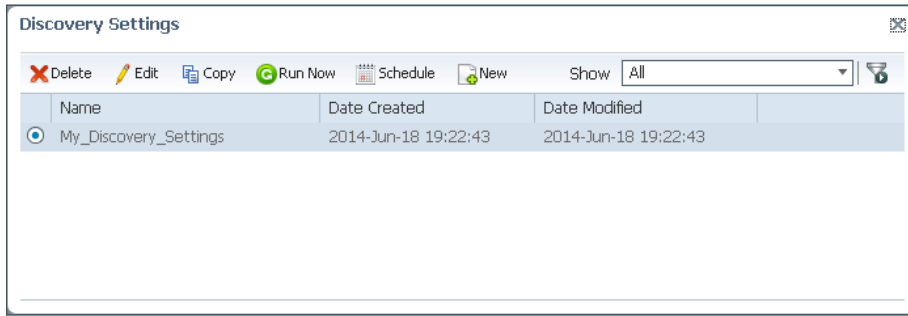 Discovery Settings
Delete Edit Copy Run Now Schedule New Show All
Name Date Created Date Modified
My_Discovery_Settings 2014-Jun-18 19:22:43 2014-Jun-18 19:22:43